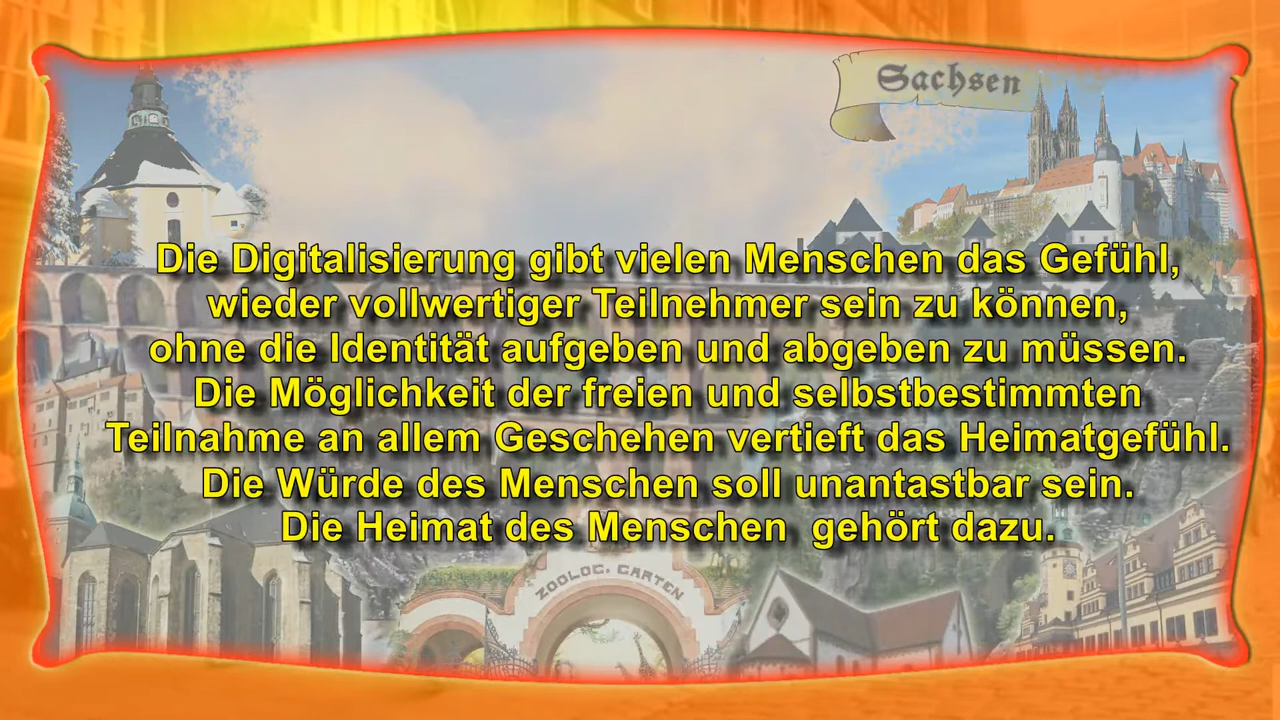 Sachsen
Die Digitalisierung gibt vielen Menschen das Gefühl,
wieder vollwertiger Teilnehmer sein zu können,
ohne die Identität aufgeben und abgeben zu müssen.
Die Möglichkeit der freien und selbstbestimmten
Teilnahme an allem Geschehen vertieft das Heimatgefühl.
Die Würde des Menschen soll unantastbar sein.
Die Heimat des Menschen  gehört dazu.
ZOOLOG. GARTEN